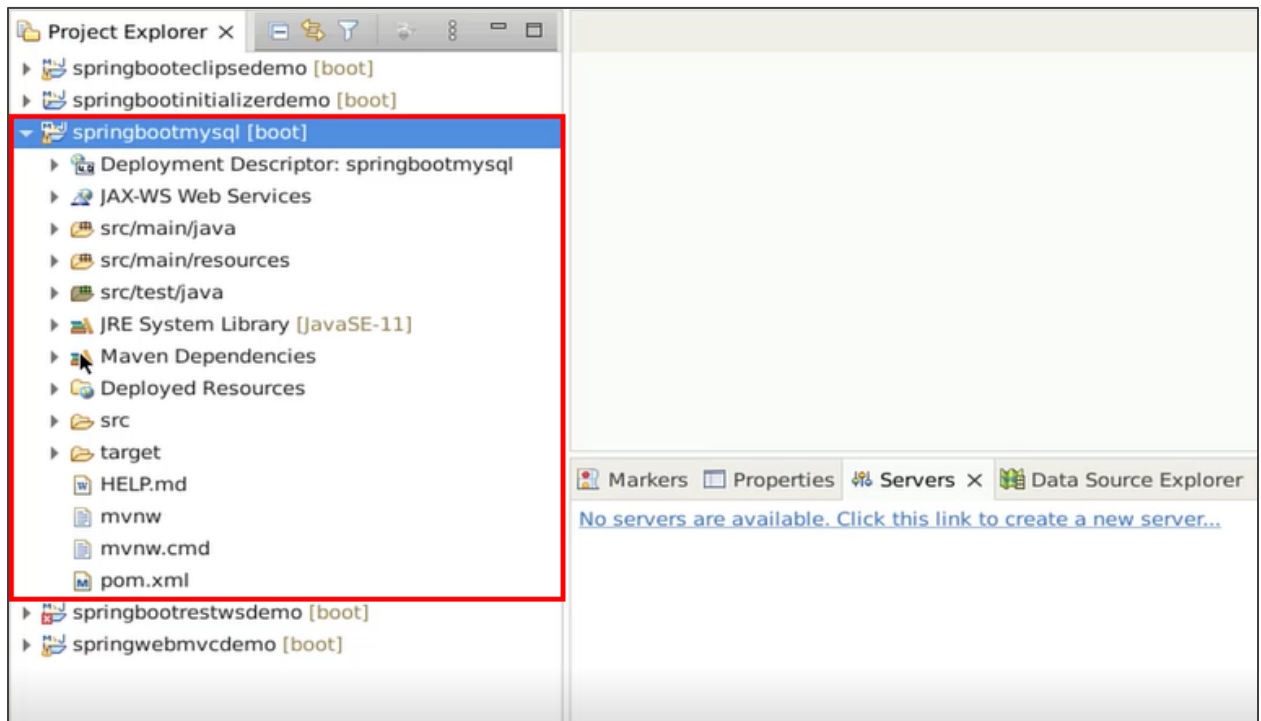 Project Explorer
springbooteclipsedemo [boot]
springbootinitializerdemo [boot]
springbootmysql [boot]
Deployment Descriptor: springbootmysql
JAX-WS Web Services
src/main/java
src/main/resources
src/test/java
JRE System Library [JavaSE-11]
Maven Dependencies
Deployed Resources
src
target
HELP.md
mvnw
mvnw.cmd
pom.xml
springbootrestwsdemo [boot]
springwebmvcdemo [boot]
Markers Properties Servers Data Source Explorer
No servers are available. Click this link to create a new server...